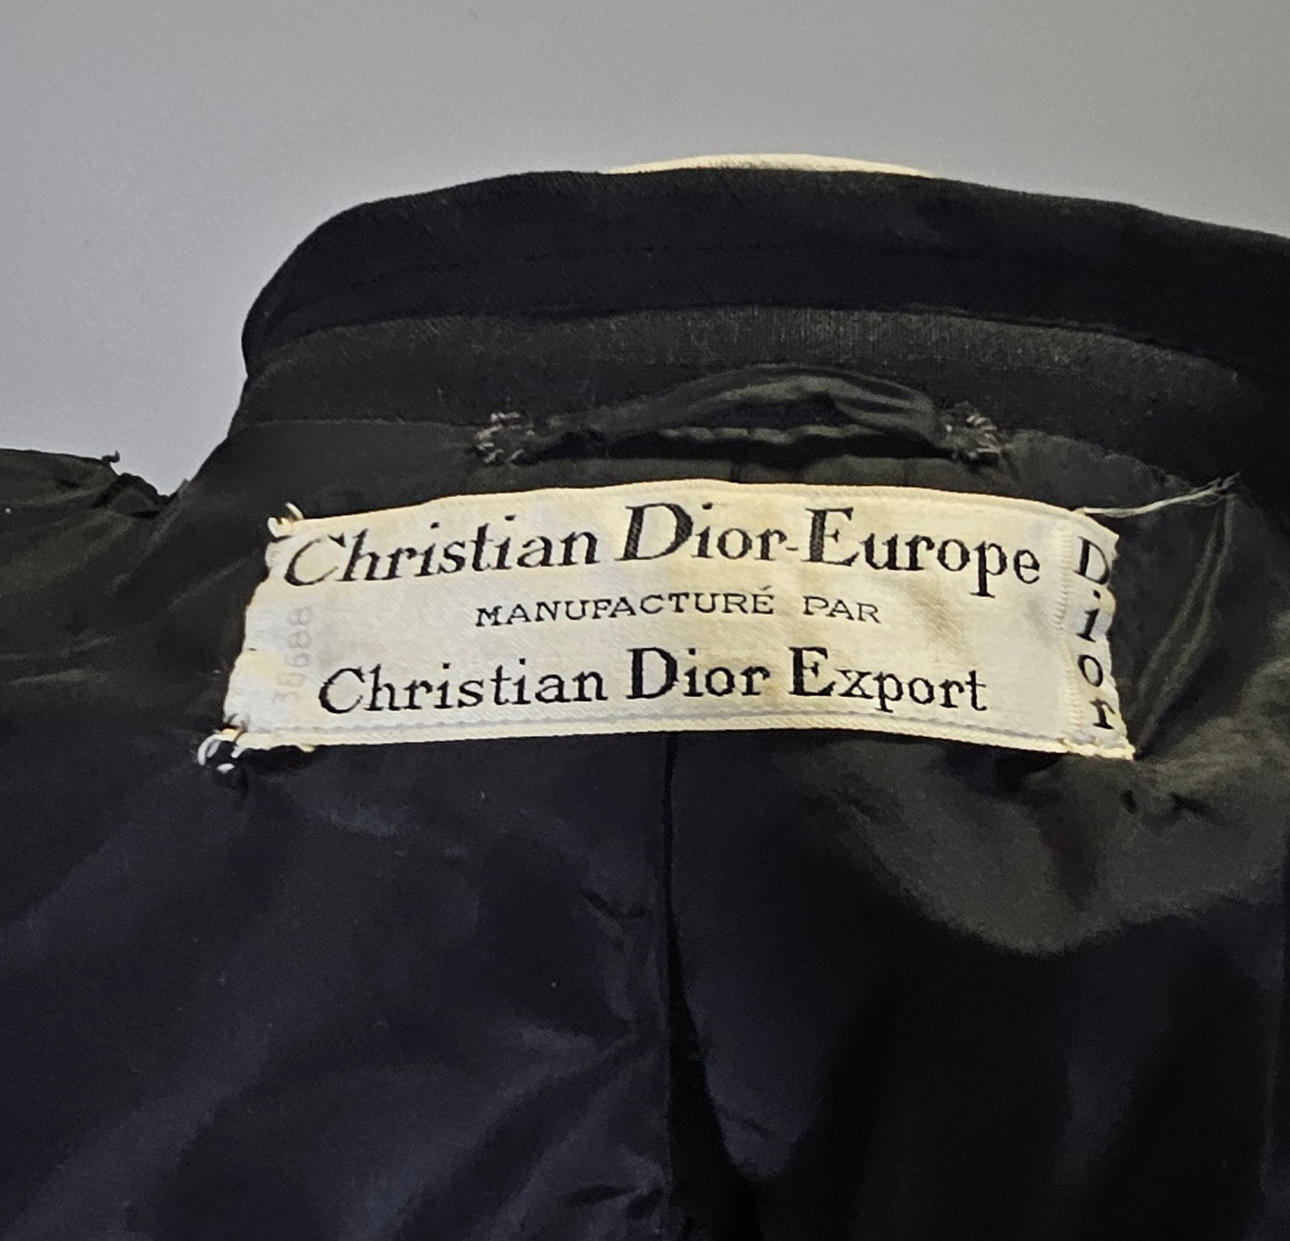 Christian Dior-Europe
MANUFACTURÉ PAR
Christian Dior Export
Dior